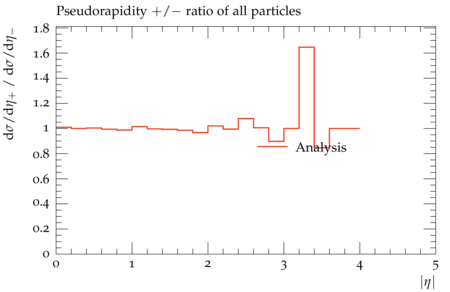 Pseudorapidity +/− ratio of all particles
dσ/dη₊ / dσ/dη₋
1.8
1.6
1.4
1.2
1
0.8
0.6
0.4
0.2
0
Analysis
0 1 2 3 4 5
|η|